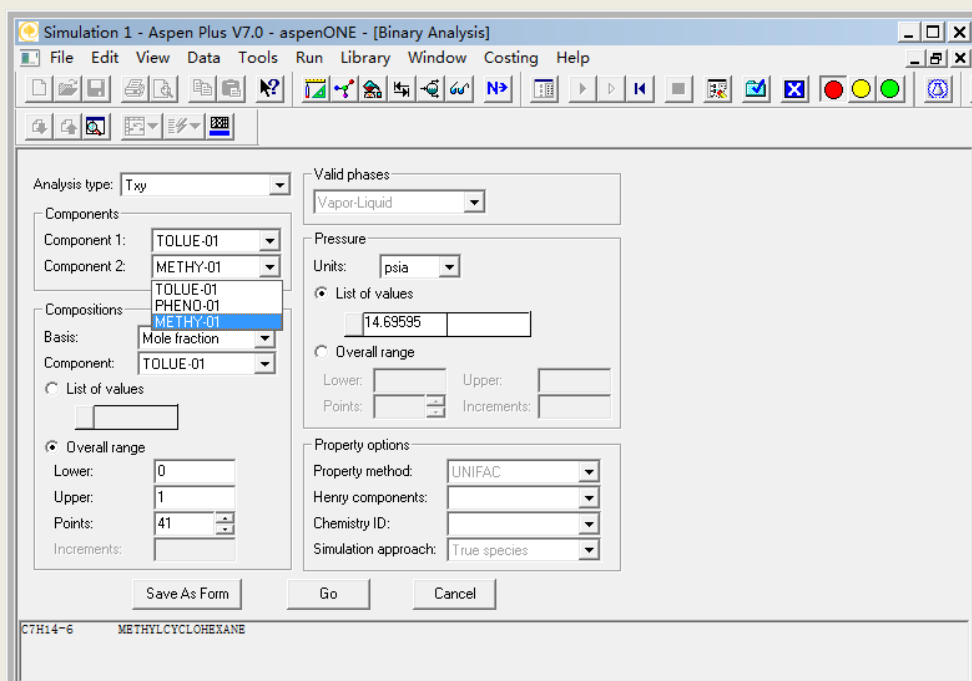 Simulation 1 - Aspen Plus V7.0 - aspenONE - [Binary Analysis]
File Edit View Data Tools Run Library Window Costing Help
N>
Analysis type: Txy
Components
Component 1: TOLUE-01
Component 2: METHY-01
TOLUE-01
PHENO-01
METHY-01
Compositions
Basis: Mole fraction
Component: TOLUE-01
List of values
Overall range
Lower: 0
Upper: 1
Points: 41
Increments:
Valid phases
Vapor-Liquid
Pressure
Units: psia
List of values
14.69595
Overall range
Lower: Upper:
Points: Increments:
Property options
Property method: UNIFAC
Henry components:
Chemistry ID:
Simulation approach: True species
Save As Form Go Cancel
C7H14-6 METHYLCYCLOHEXANE